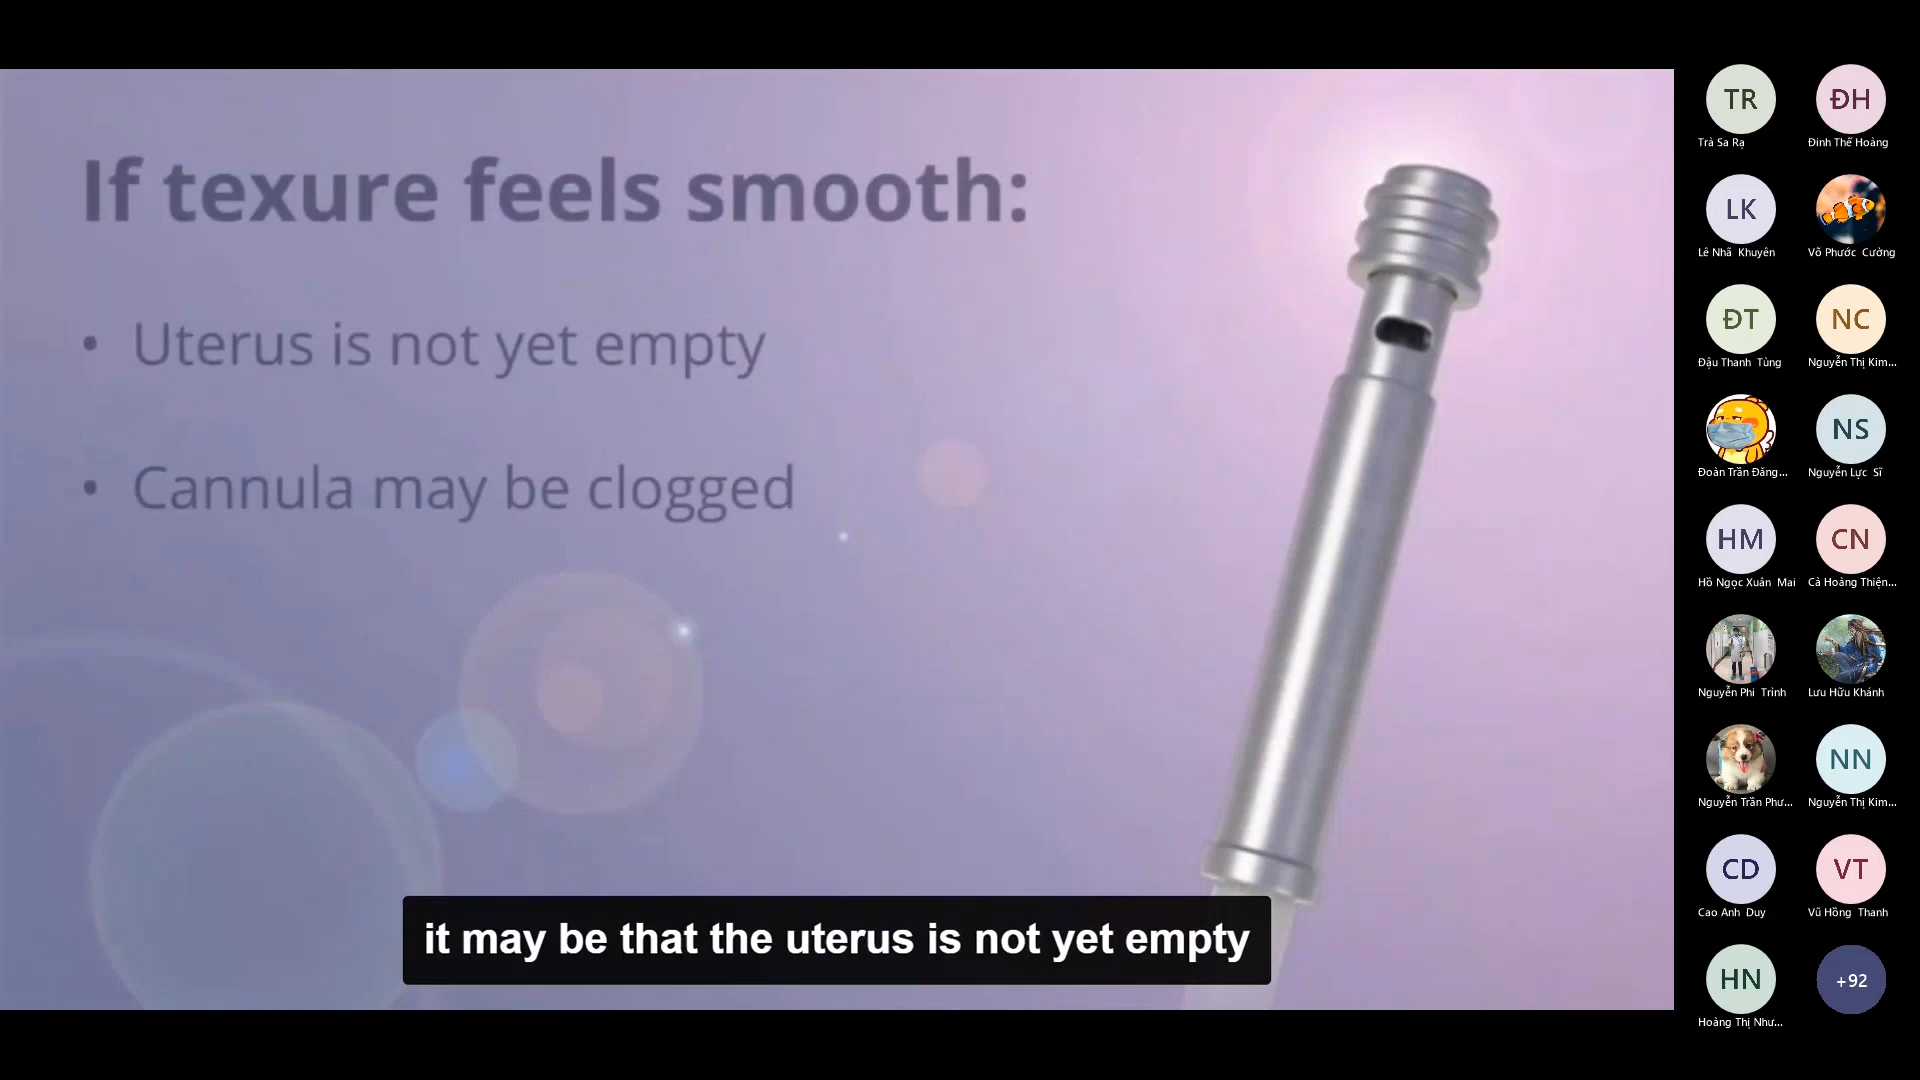 If texure feels smooth:
• Uterus is not yet empty
• Cannula may be clogged
it may be that the uterus is not yet empty
TR
Trà Sa Rạ
ĐH
Đinh Thế Hoàng
LK
Lê Nhã Khuyên
Võ Phước Cường
ĐT
Đậu Thanh Tùng
NC
Nguyễn Thị Kim...
Đoàn Trần Đăng...
NS
Nguyễn Lực Sĩ
HM
Hồ Ngọc Xuân Mai
CN
Cà Hoàng Thiện...
Nguyễn Phi Trinh
Lưu Hữu Khánh
Nguyễn Trần Phư...
NN
Nguyễn Thị Kim...
CD
Cao Anh Duy
VT
Vũ Hồng Thanh
HN
Hoàng Thị Như...
+92